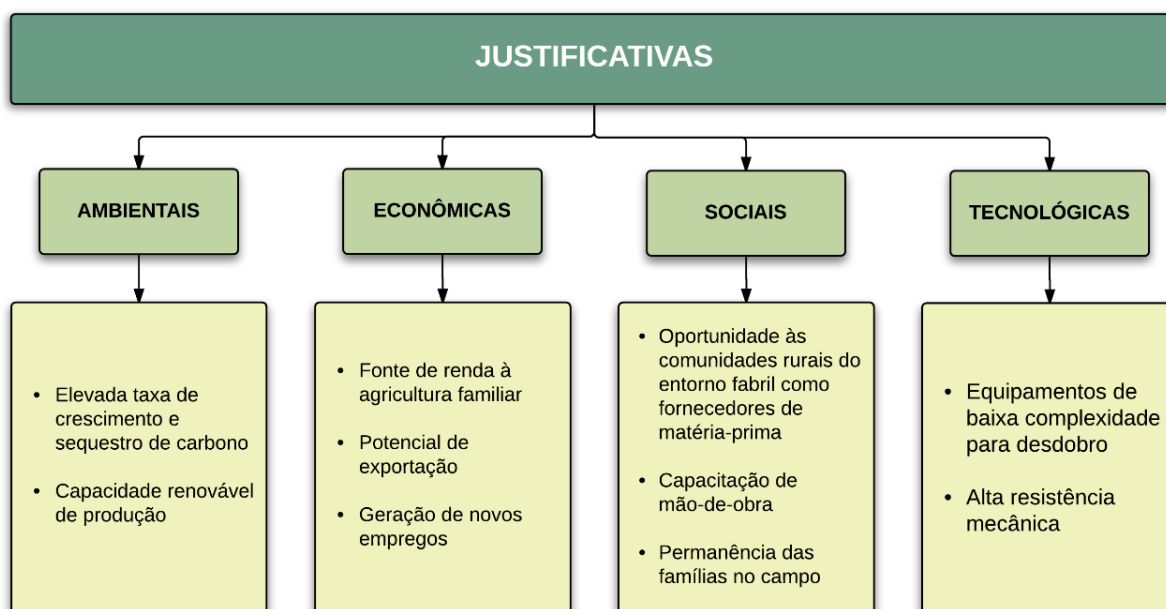 JUSTIFICATIVAS
AMBIENTAIS
ECONÔMICAS
SOCIAIS
TECNOLÓGICAS
• Elevada taxa de
crescimento e
sequestro de carbono
• Capacidade renovável
de produção
• Fonte de renda à
agricultura familiar
• Potencial de
exportação
• Geração de novos
empregos
• Oportunidade às
comunidades rurais do
entorno fabril como
fornecedores de
matéria-prima
• Capacitação de
mão-de-obra
• Permanência das
famílias no campo
• Equipamentos de
baixa complexidade
para desdobro
• Alta resistência
mecânica